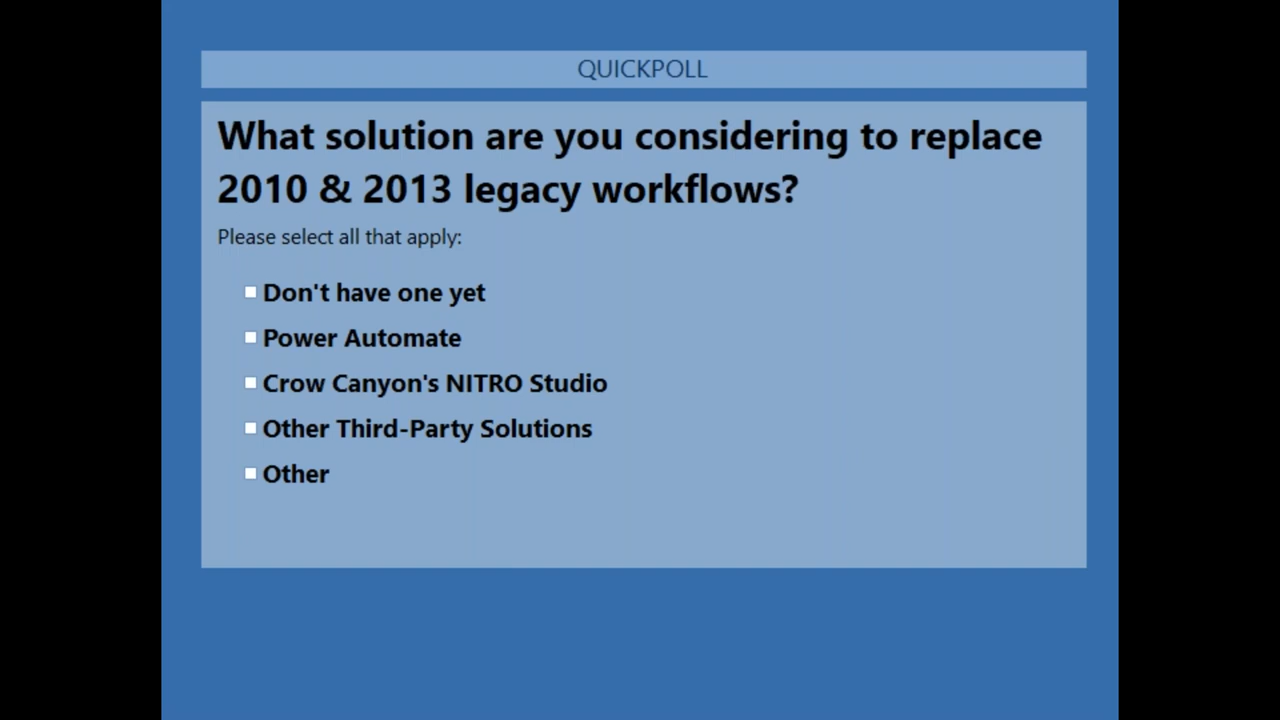 QUICKPOLL
What solution are you considering to replace
2010 & 2013 legacy workflows?
Please select all that apply:
Don't have one yet
Power Automate
Crow Canyon's NITRO Studio
Other Third-Party Solutions
Other